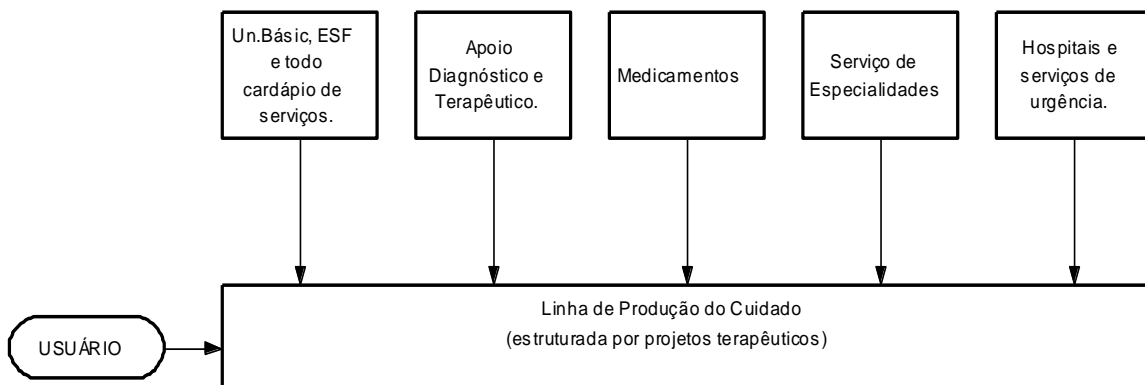 Un.Básic, ESF
e todo
cardápio de
serviços.
Apoio
Diagnóstico e
Terapêutico.
Medicamentos
Serviço de
Especialidades
Hospitais e
serviços de
urgência.
Linha de Produção do Cuidado
(estruturada por projetos terapêuticos)
USUÁRIO